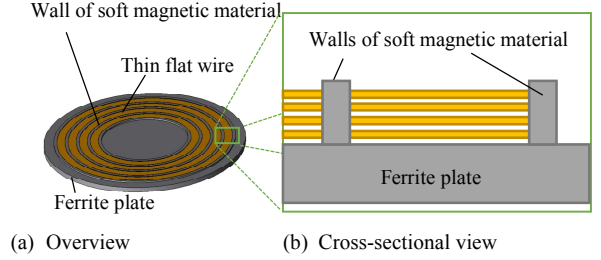 Wall of soft magnetic material
Thin flat wire
Ferrite plate
(a) Overview
Walls of soft magnetic material
Ferrite plate
(b) Cross-sectional view